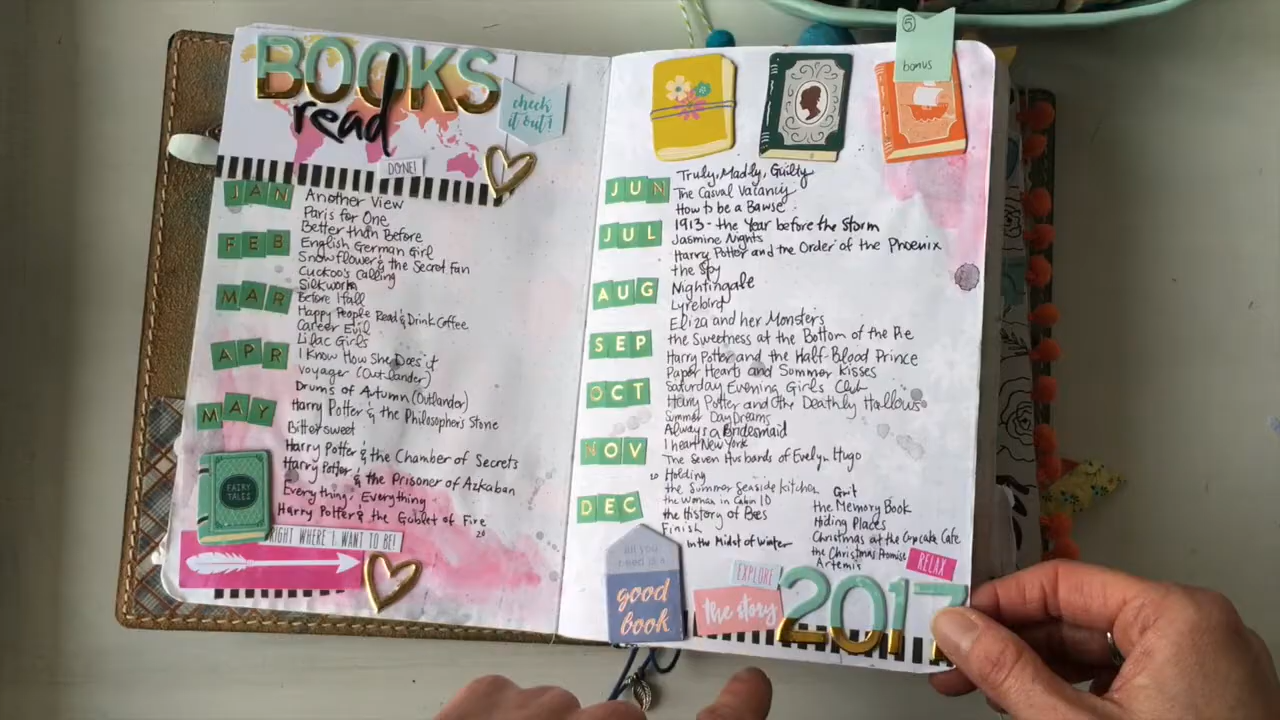 BOOKS
read
check
it out!
DONE!
JAN
Another View
Paris for One
Better than Before
FEB
English German Girl
Snowflower & the Secret Fan
Cuckoo's Calling
MAR
Silkworm
Before I fall
Happy People Read & Drink Coffee
Career Evil
APR
Lilac Girls
I Know How She Does it
Voyager (Outlander)
Drums of Autumn (Outlander)
MAY
Harry Potter & the Philosopher's Stone
Bittersweet
Harry Potter & the Chamber of Secrets
Harry Potter & the Prisoner of Azkaban
Everything, Everything
Harry Potter & the Goblet of Fire
20
FAIRY
TALES
RIGHT WHERE I WANT TO BE!
5
bonus
JUN
Truly, Madly, Guilty
The Casual Vacancy
How to be a Bawse
JUL
1913 - the Year before the Storm
Jasmine Nights
Harry Potter and the Order of the Phoenix
the Spy
AUG
Nightingale
Lyrebird
Eliza and her Monsters
SEP
the Sweetness at the Bottom of the Pie
Harry Potter and the Half-Blood Prince
Paper Hearts and Summer Kisses
OCT
Saturday Evening Girls Club
Harry Potter and the Deathly Hallows
Summer Day Dreams
Always a Bridesmaid
NOV
I heart New York
The Seven Husbands of Evelyn Hugo
20 Holding
the Summer Seaside Kitchen
the Woman in Cabin 10
DEC
the History of Bees
Finish
In the Midst of Winter
Grit
the Memory Book
Hiding Places
Christmas at the Cupcake Cafe
the Christmas Promise
Artemis
RELAX
all you
need is a
good
book
EXPLORE
the story
2017